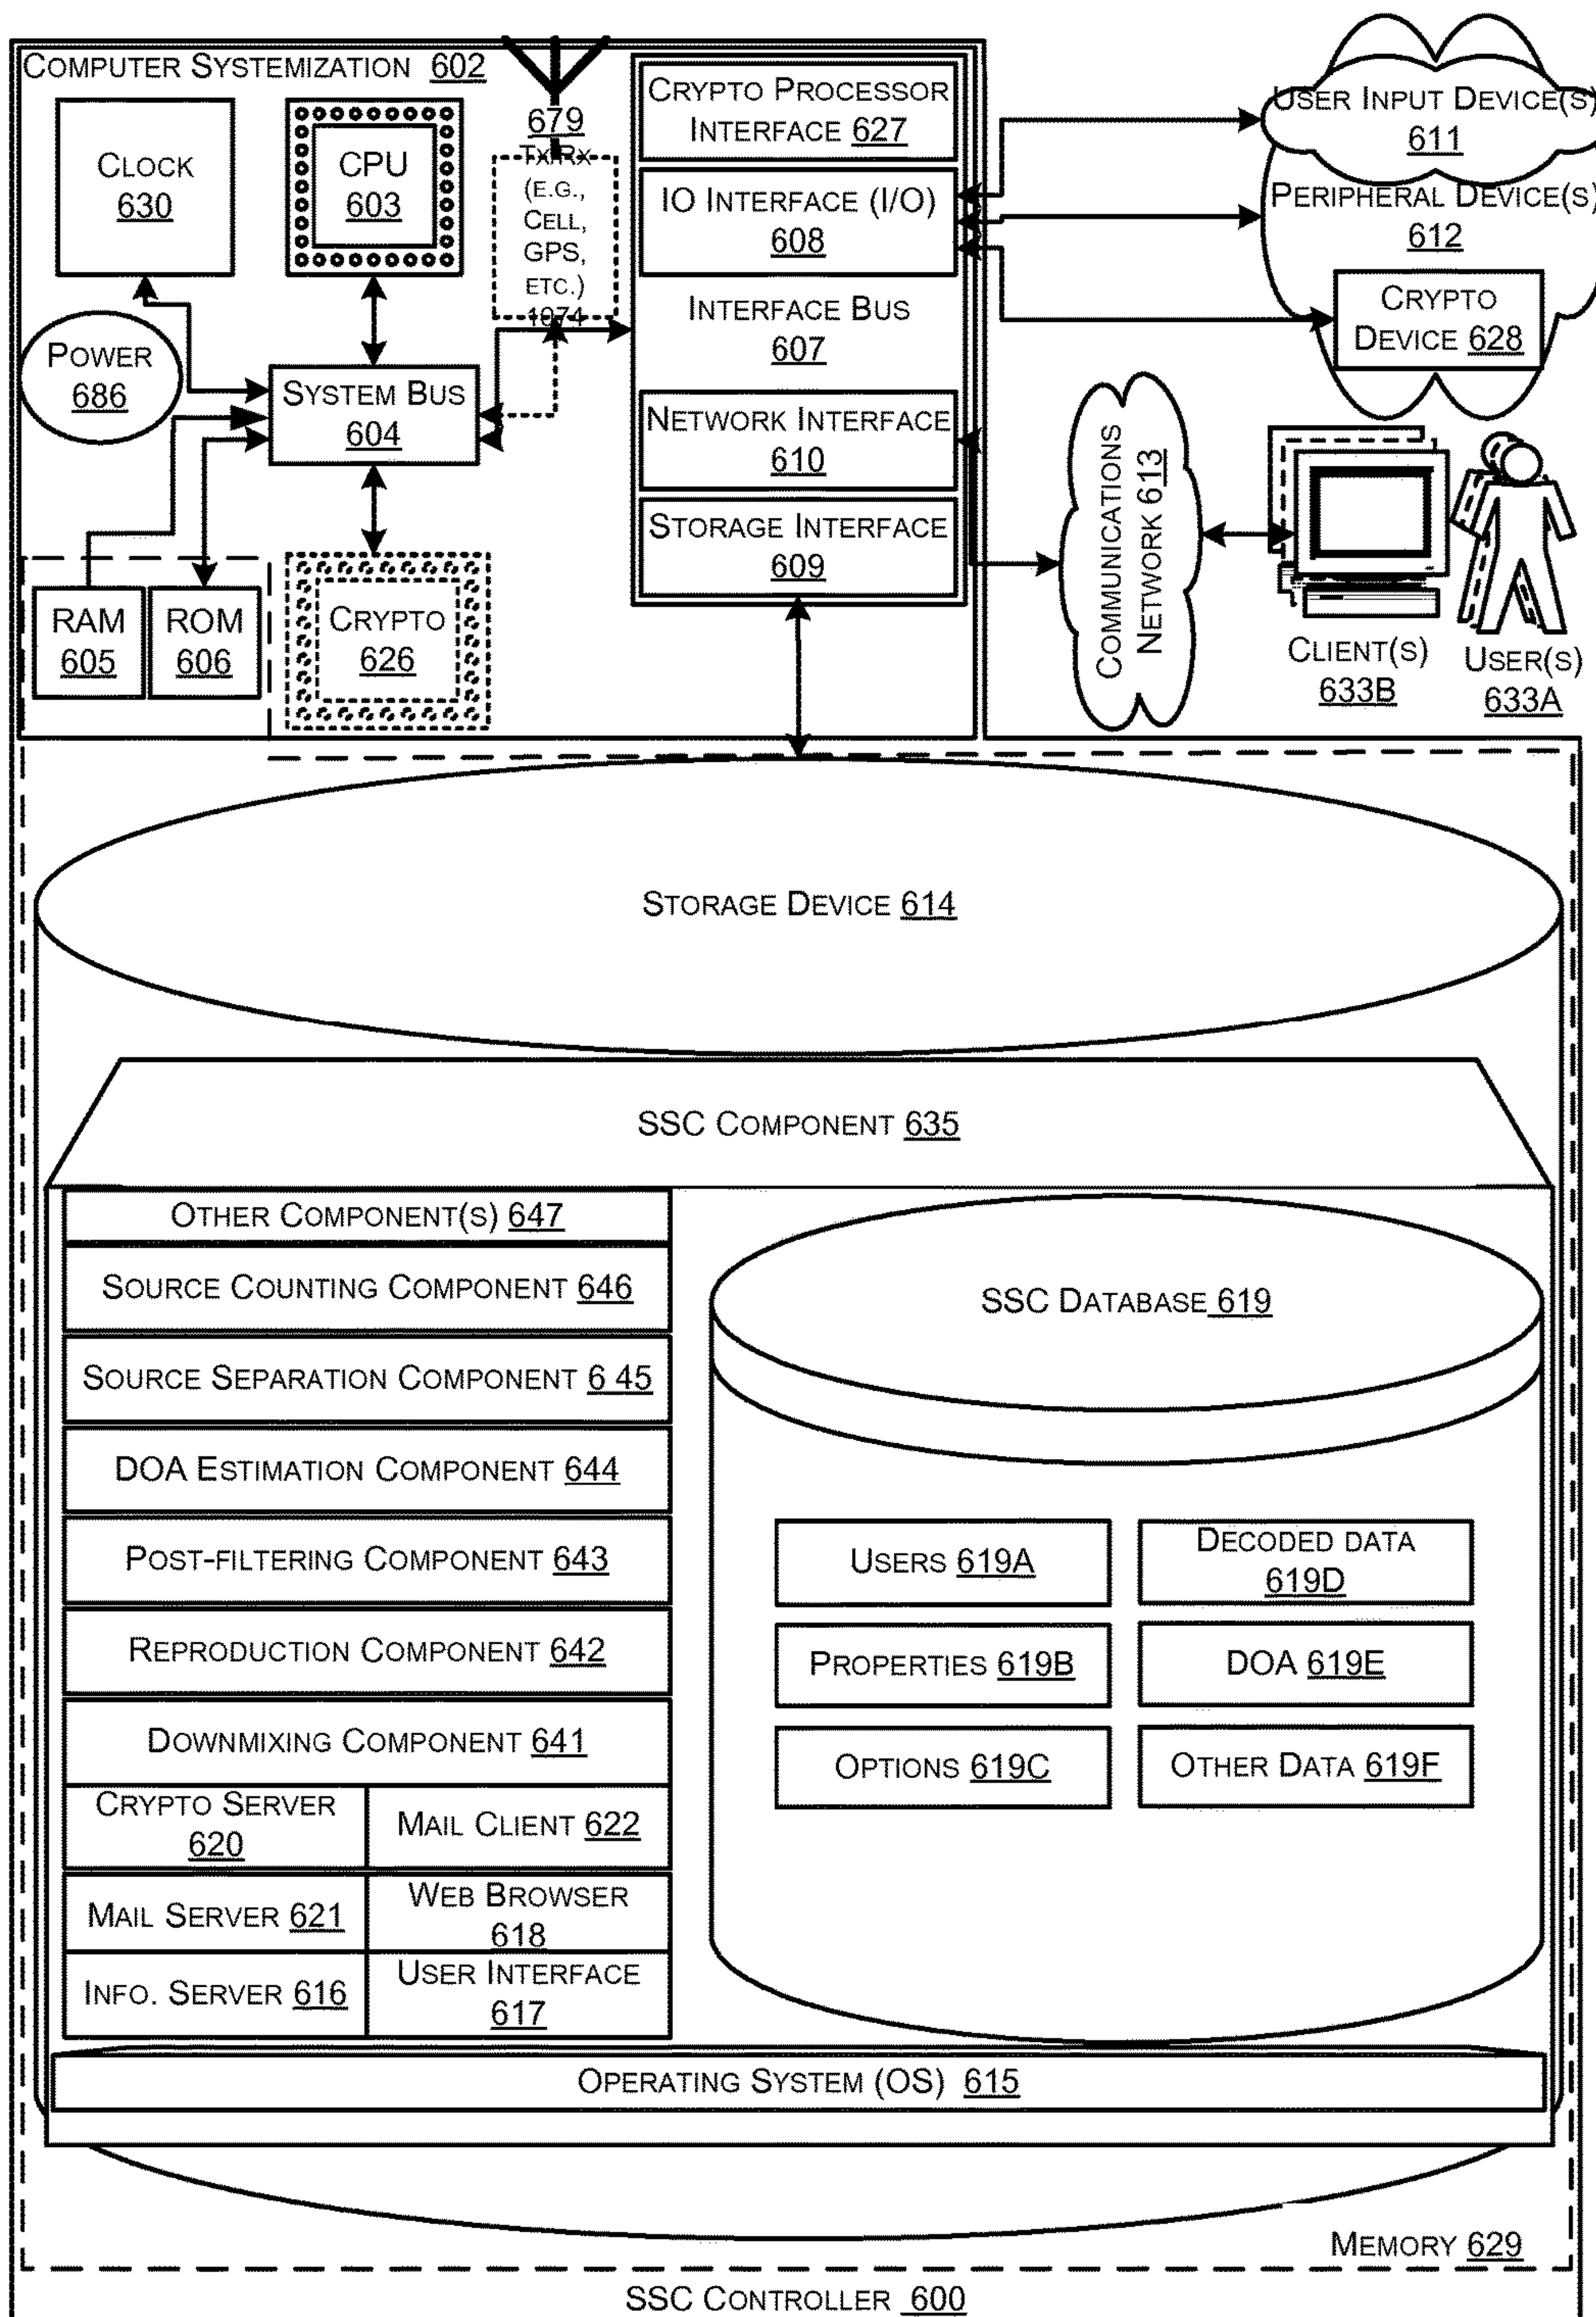 COMPUTER SYSTEMIZATION 602
CLOCK
630
CPU
603
679
TX/RX
(E.G.,
CELL,
GPS,
ETC.)
1074
POWER
686
SYSTEM BUS
604
RAM
605
ROM
606
CRYPTO
626
CRYPTO PROCESSOR
INTERFACE 627
IO INTERFACE (I/O)
608
INTERFACE BUS
607
NETWORK INTERFACE
610
STORAGE INTERFACE
609
USER INPUT DEVICE(S)
611
PERIPHERAL DEVICE(S)
612
CRYPTO
DEVICE 628
COMMUNICATIONS
NETWORK 613
CLIENT(S)
633B
USER(S)
633A
STORAGE DEVICE 614
SSC COMPONENT 635
OTHER COMPONENT(S) 647
SOURCE COUNTING COMPONENT 646
SOURCE SEPARATION COMPONENT 6 45
DOA ESTIMATION COMPONENT 644
POST-FILTERING COMPONENT 643
REPRODUCTION COMPONENT 642
DOWNMIXING COMPONENT 641
CRYPTO SERVER
620
MAIL CLIENT 622
MAIL SERVER 621
WEB BROWSER
618
INFO. SERVER 616
USER INTERFACE
617
SSC DATABASE 619
USERS 619A
DECODED DATA
619D
PROPERTIES 619B
DOA 619E
OPTIONS 619C
OTHER DATA 619F
OPERATING SYSTEM (OS) 615
MEMORY 629
SSC CONTROLLER 600